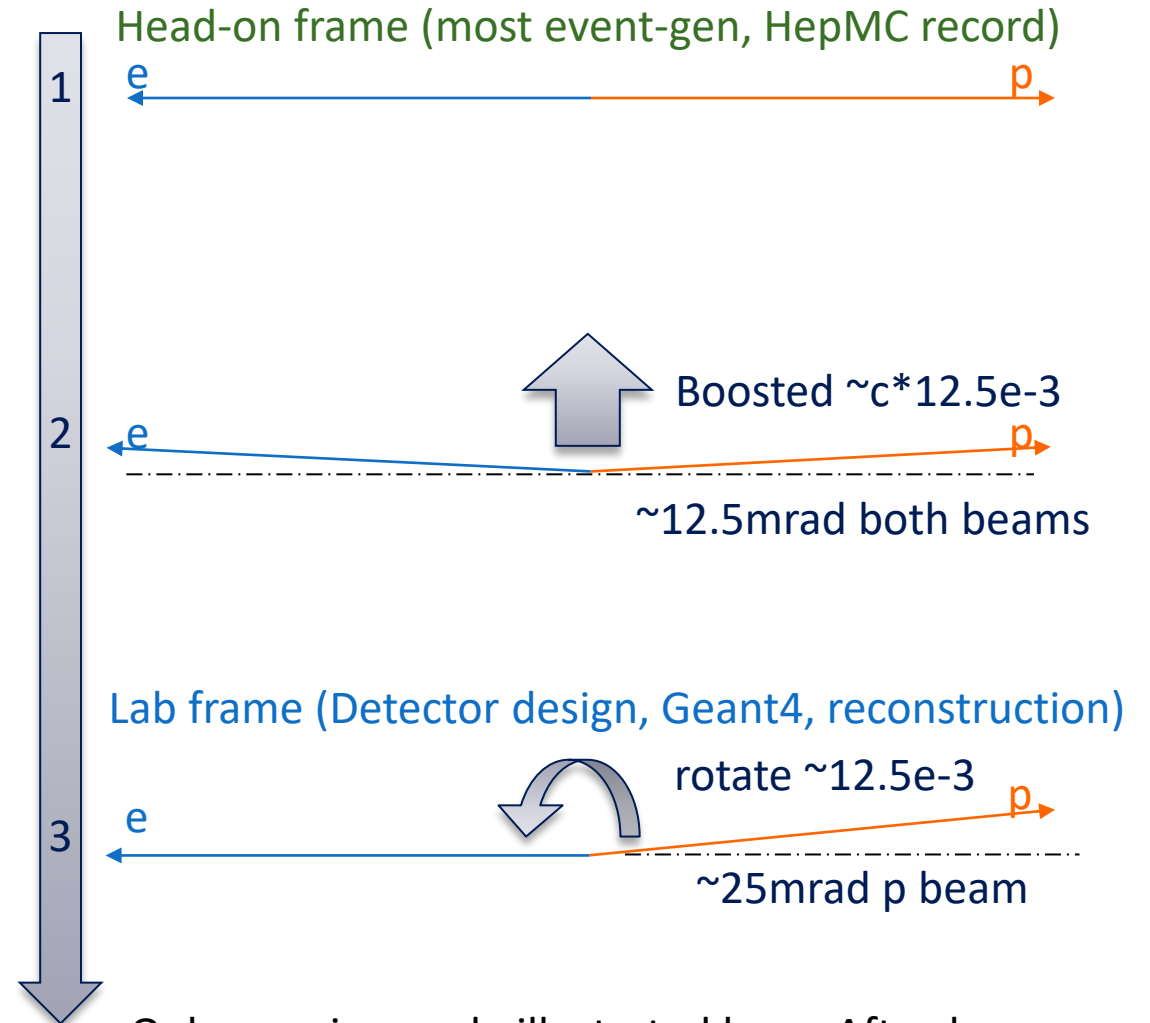 Head-on frame (most event-gen, HepMC record)
1
e
p
Boosted ~c*12.5e-3
2
e
p
~12.5mrad both beams
Lab frame (Detector design, Geant4, reconstruction)
rotate ~12.5e-3
p
e
3
~25mrad p beam